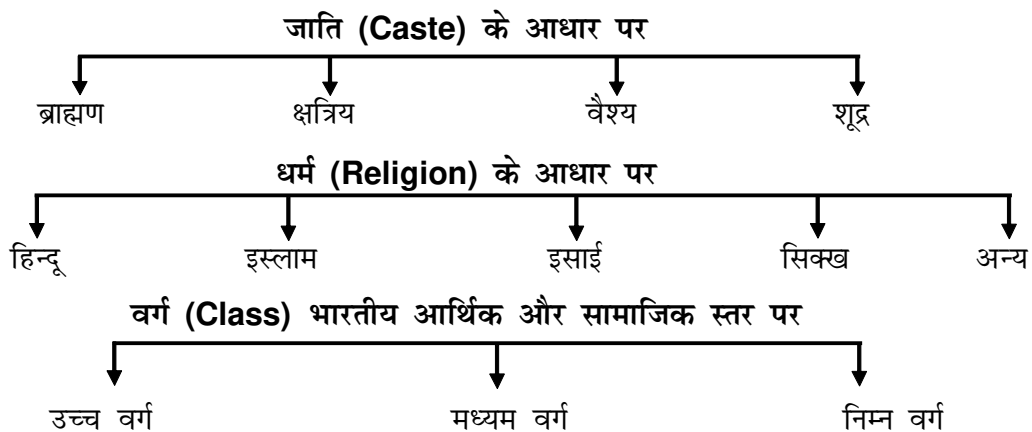 जाति (Caste) के आधार पर
ब्राह्मण क्षत्रिय वैश्य शूद्र
धर्म (Religion) के आधार पर
हिन्दू इस्लाम इसाई सिक्ख अन्य
वर्ग (Class) भारतीय आर्थिक और सामाजिक स्तर पर
उच्च वर्ग मध्यम वर्ग निम्न वर्ग